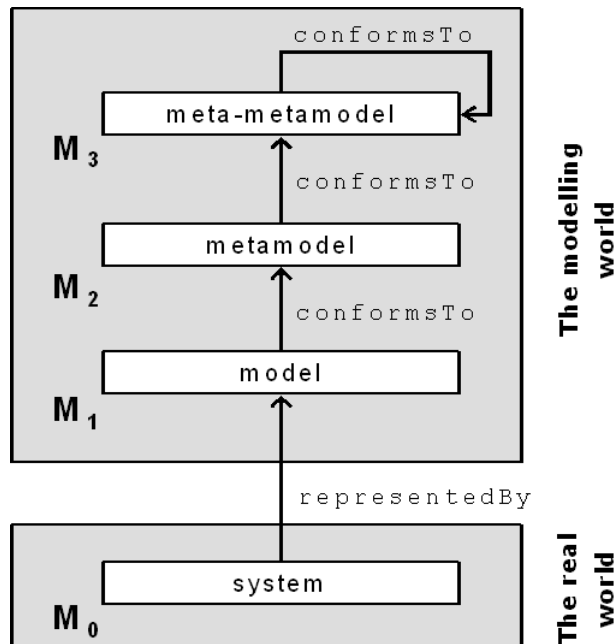 conformsTo
meta-metamodel
M3
conformsTo
metamodel
M2
conformsTo
model
M1
The modelling
world
representedBy
system
M0
The real
world